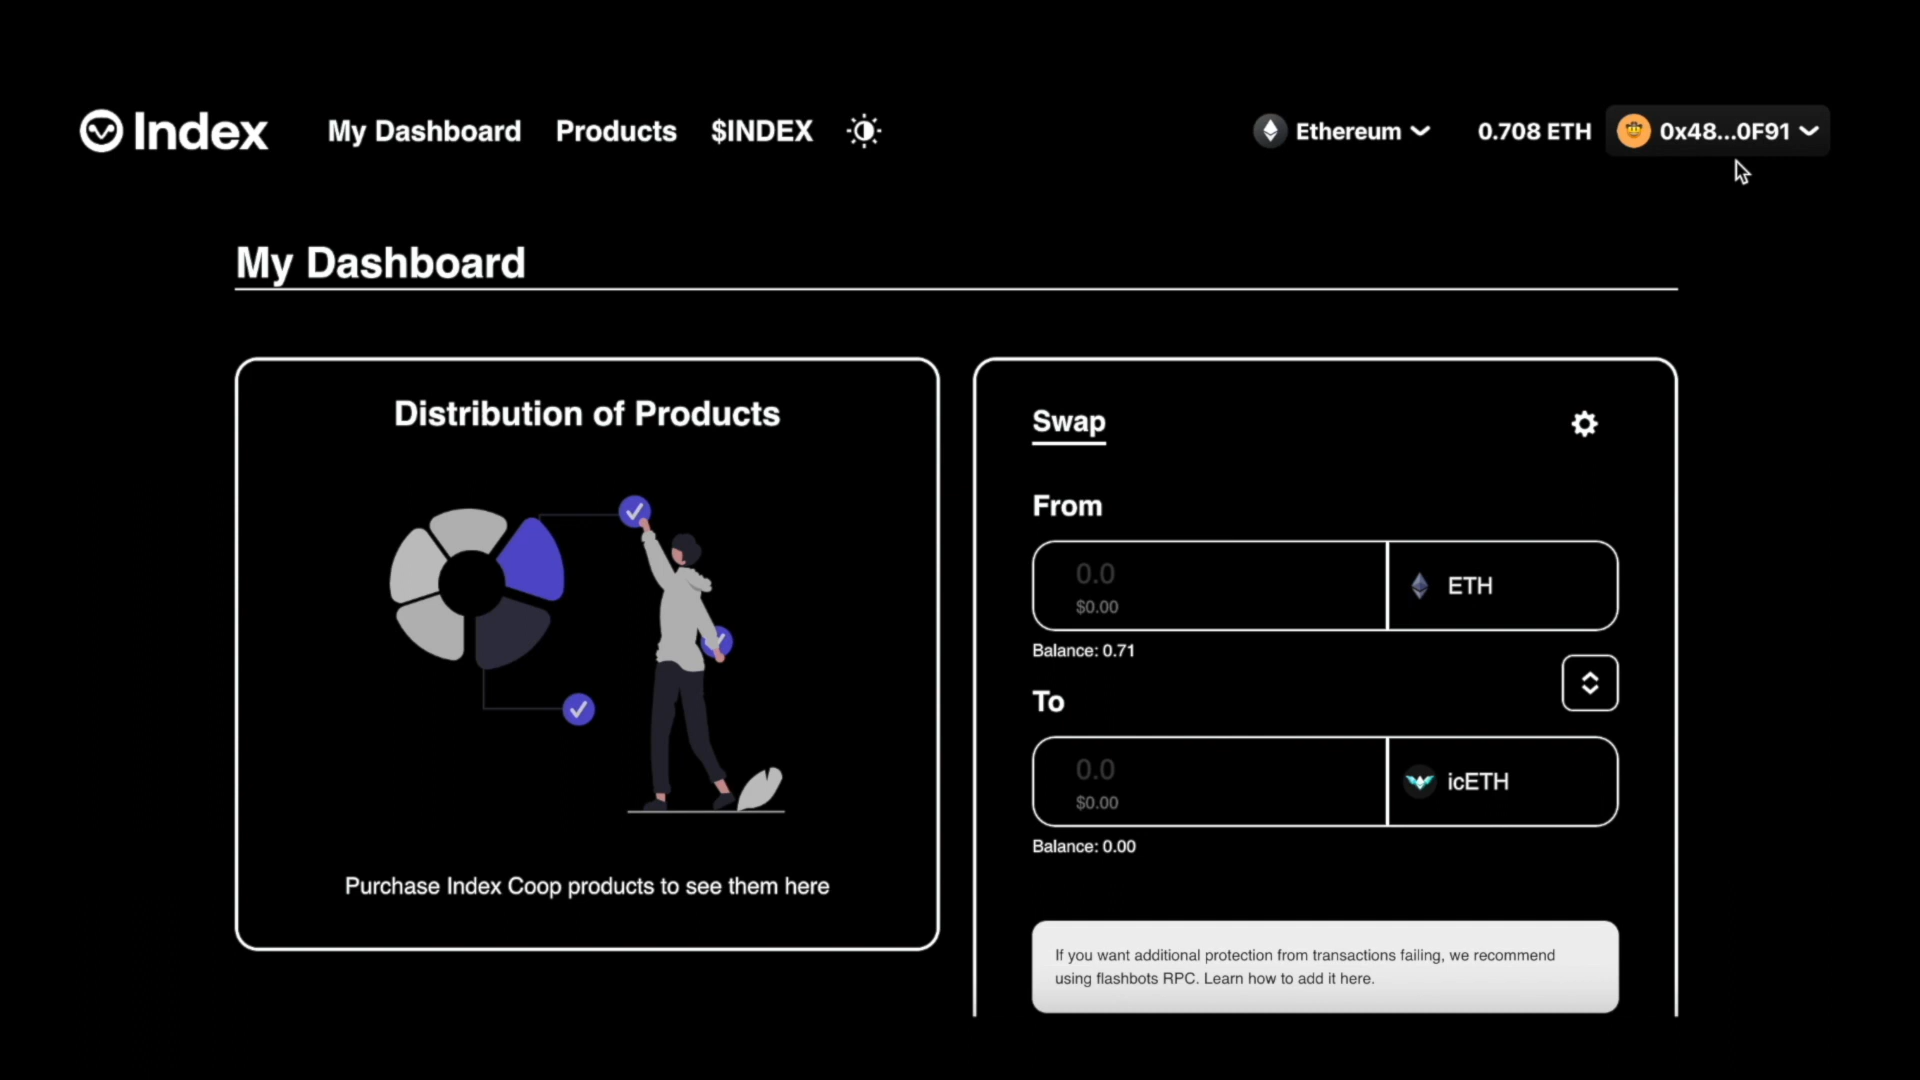 Index
My Dashboard Products $INDEX
Ethereum 0.708 ETH 0x48...0F91
My Dashboard
Distribution of Products
Purchase Index Coop products to see them here
Swap
From
0.0
$0.00
ETH
Balance: 0.71
To
0.0
$0.00
icETH
Balance: 0.00
If you want additional protection from transactions failing, we recommend
using flashbots RPC. Learn how to add it here.